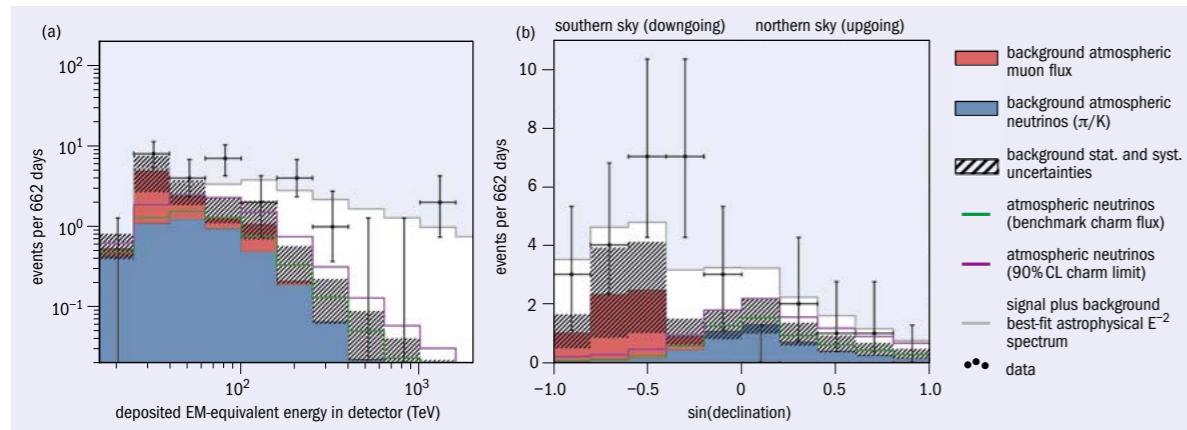 (a)
events per 662 days
10²
10¹
10⁰
10⁻¹
10²
10³
deposited EM-equivalent energy in detector (TeV)
(b)
southern sky (downgoing)
northern sky (upgoing)
events per 662 days
10
8
6
4
2
0
−1.0
−0.5
0
0.5
1.0
sin(declination)
background atmospheric
muon flux
background atmospheric
neutrinos (π/K)
background stat. and syst.
uncertainties
atmospheric neutrinos
(benchmark charm flux)
atmospheric neutrinos
(90% CL charm limit)
signal plus background
best-fit astrophysical E⁻²
spectrum
data